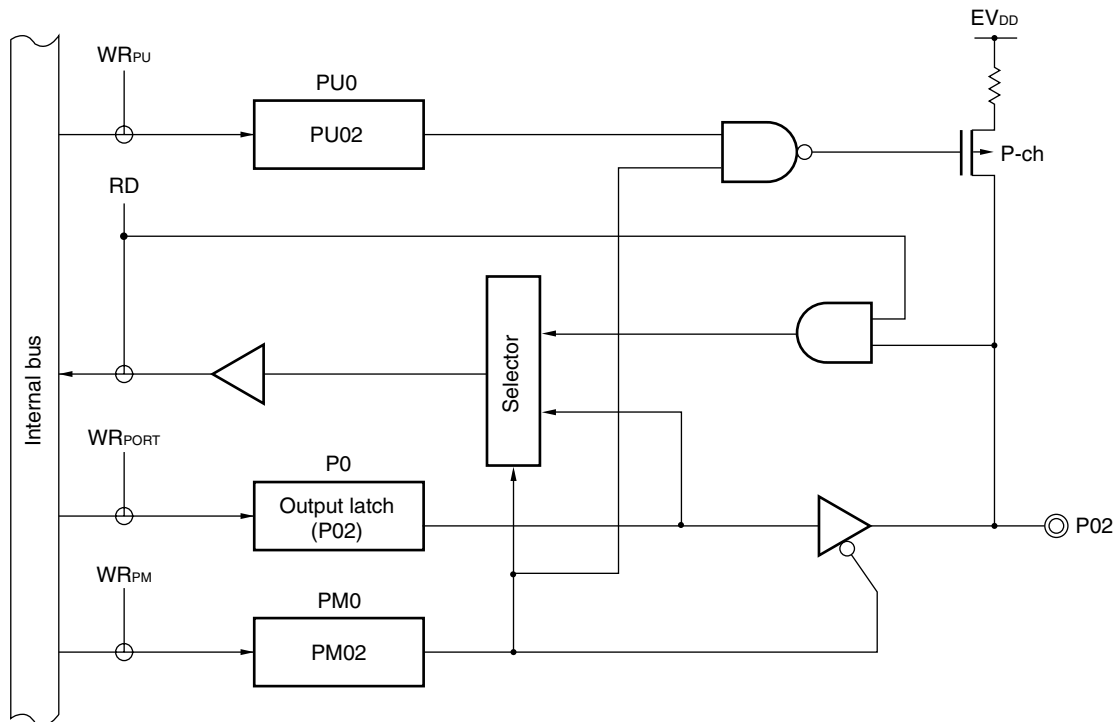 EVDD
WRPU
PU0
PU02
P-ch
RD
Internal bus
Selector
WRPORT
P0
Output latch
(P02)
P02
WRPM
PM0
PM02